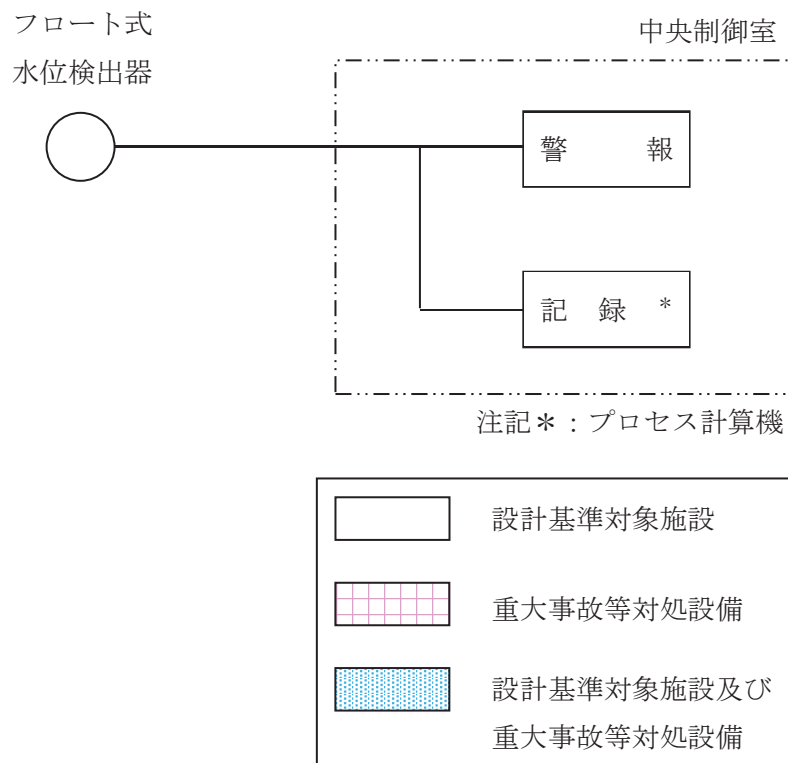 フロート式
水位検出器
中央制御室
警 報
記 録 *
注記*:プロセス計算機
設計基準対象施設
重大事故等対処設備
設計基準対象施設及び
重大事故等対処設備